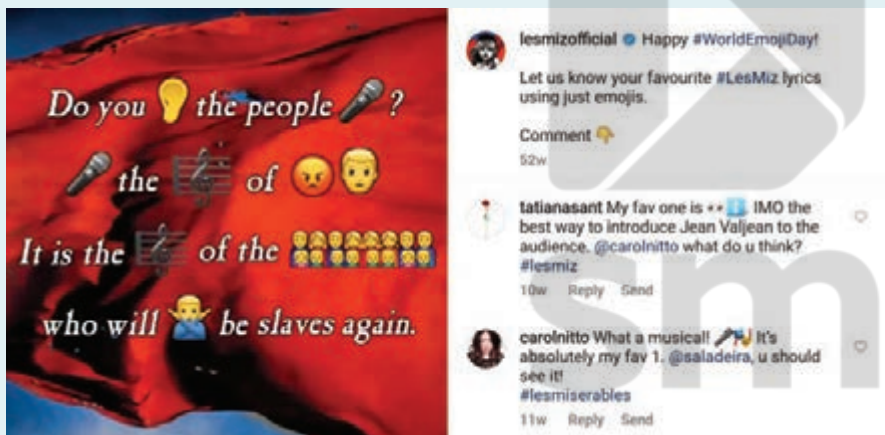 Do you 👂 the people 🎤 ?
🎤 the 🎼 of 😡👨
It is the 🎼 of the 👨‍👩‍👧‍👦👨‍👩‍👧‍👦👨‍👩‍👧‍👦👨‍👩‍👧‍👦👨‍👩‍👧‍👦👨‍👩‍👧‍👦👨‍👩‍👧‍👦
who will 🙅‍♂️ be slaves again.
lesmizofficial Happy #WorldEmojiDay!
Let us know your favourite #LesMiz lyrics
using just emojis.
Comment 👇
52w
tatianasant My fav one is 👀⬇️. IMO the
best way to introduce Jean Valjean to the
audience. @carolnitto what do u think?
#lesmiz
10w Reply Send
carolnitto What a musical! 🎤 It's
absolutely my fav 1. @saladeira, u should
see it!
#lesmiserables
11w Reply Send
sm